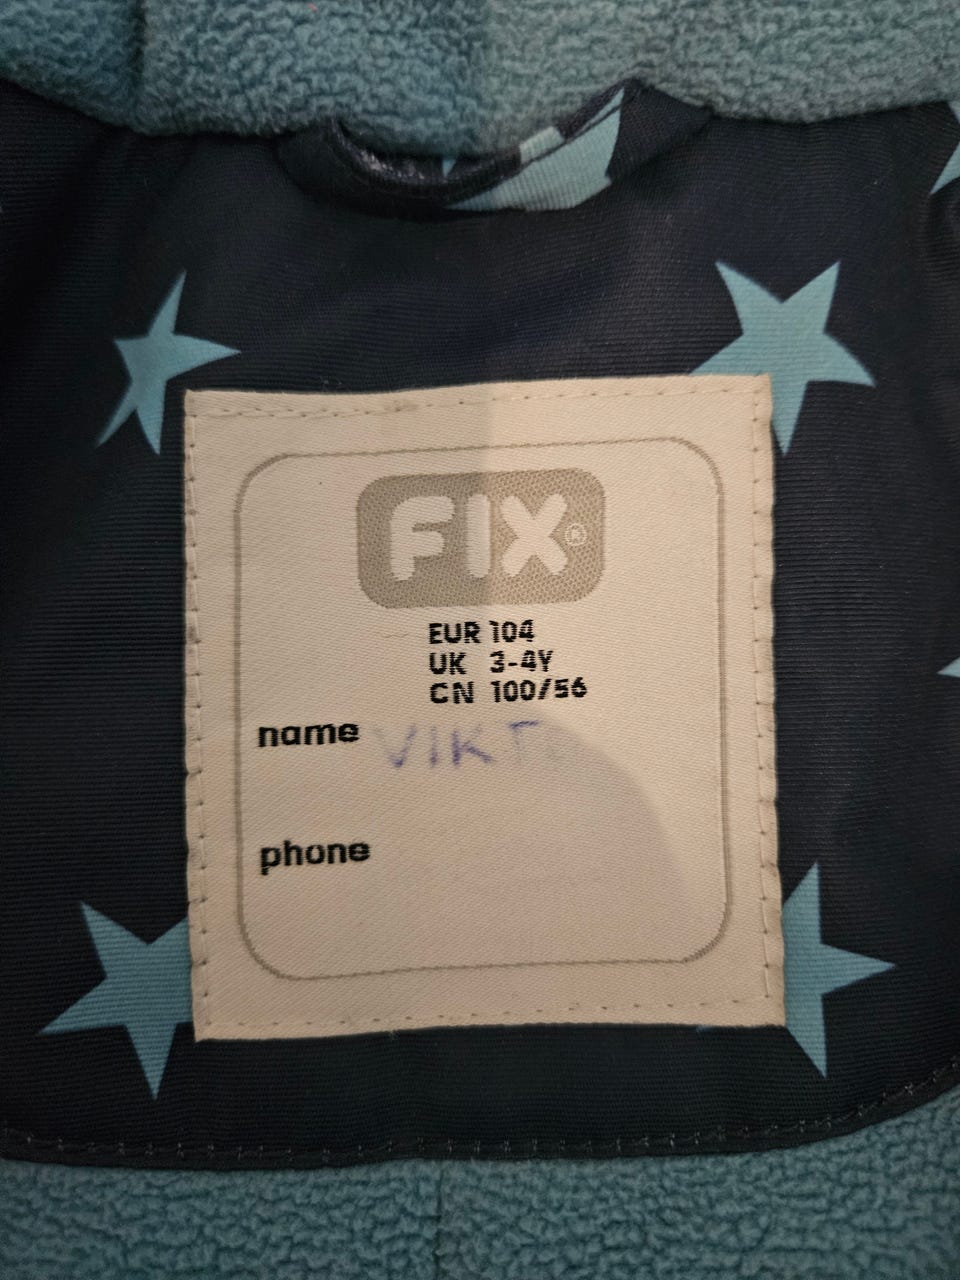 FIX®
EUR 104
UK 3-4Y
CN 100/56
name
phone